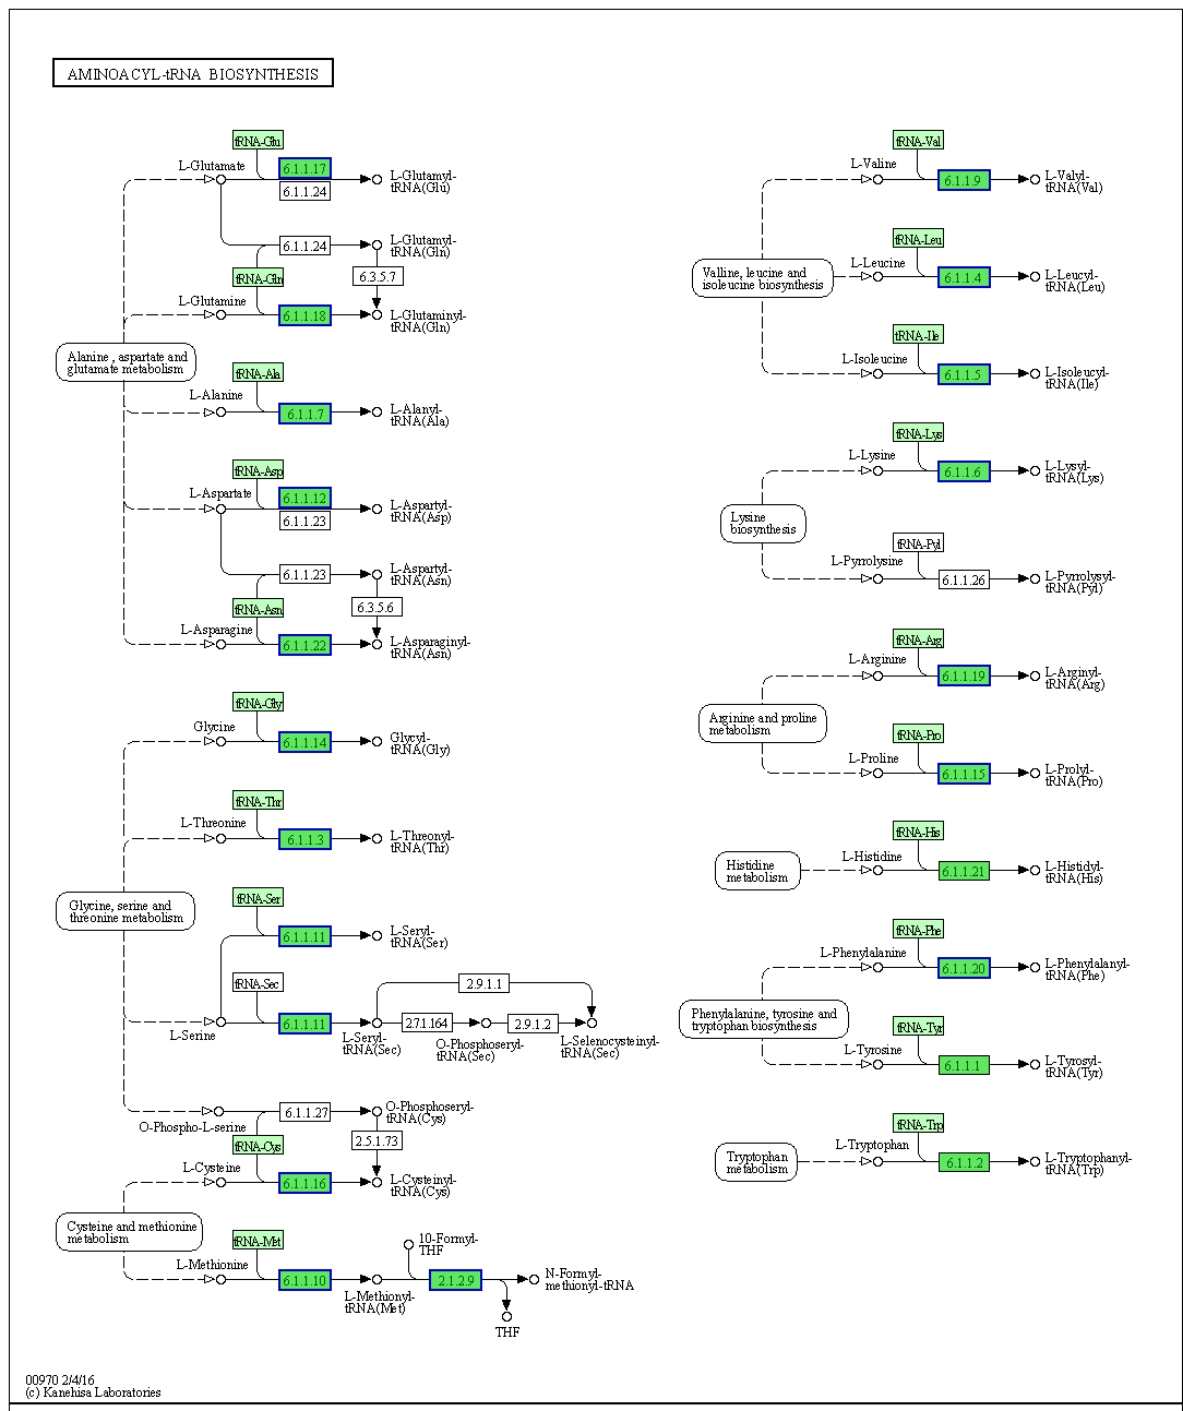 AMINOACYL-tRNA BIOSYNTHESIS
tRNA-Glu
L-Glutamate
6.1.1.17
6.1.1.24
L-Glutamyl-
tRNA(Glu)
6.1.1.24
L-Glutamyl-
tRNA(Gln)
tRNA-Gln
6.3.5.7
L-Glutamine
6.1.1.18
L-Glutaminyl-
tRNA(Gln)
Alanine , aspartate and
glutamate metabolism
tRNA-Ala
L-Alanine
6.1.1.7
L-Alanyl-
tRNA(Ala)
tRNA-Asp
L-Aspartate
6.1.1.12
6.1.1.23
L-Aspartyl-
tRNA(Asp)
6.1.1.23
L-Aspartyl-
tRNA(Asn)
tRNA-Asn
6.3.5.6
L-Asparagine
6.1.1.22
L-Asparaginyl-
tRNA(Asn)
tRNA-Gly
Glycine
6.1.1.14
Glycyl-
tRNA(Gly)
tRNA-Thr
L-Threonine
6.1.1.3
L-Threonyl-
tRNA(Thr)
Glycine, serine and
threonine metabolism
tRNA-Ser
6.1.1.11
L-Seryl-
tRNA(Ser)
tRNA-Sec
L-Serine
6.1.1.11
L-Seryl-
tRNA(Sec)
2.9.1.1
2.7.1.164
O-Phosphoseryl-
tRNA(Sec)
2.9.1.2
L-Selenocysteinyl-
tRNA(Sec)
O-Phospho-L-serine
6.1.1.27
O-Phosphoseryl-
tRNA(Cys)
tRNA-Cys
2.5.1.73
L-Cysteine
6.1.1.16
L-Cysteinyl-
tRNA(Cys)
Cysteine and methionine
metabolism
tRNA-Met
L-Methionine
6.1.1.10
L-Methionyl-
tRNA(Met)
10-Formyl-
THF
2.1.2.9
N-Formyl-
methionyl-tRNA
THF
tRNA-Val
L-Valine
6.1.1.9
L-Valyl-
tRNA(Val)
tRNA-Leu
Valline, leucine and
isoleucine biosynthesis
L-Leucine
6.1.1.4
L-Leucyl-
tRNA(Leu)
tRNA-Ile
L-Isoleucine
6.1.1.5
L-Isoleucyl-
tRNA(Ile)
tRNA-Lys
L-Lysine
6.1.1.6
L-Lysyl-
tRNA(Lys)
Lysine
biosynthesis
tRNA-Pyl
L-Pyrrolysine
6.1.1.26
L-Pyrrolysyl-
tRNA(Pyl)
tRNA-Arg
L-Arginine
6.1.1.19
L-Arginyl-
tRNA(Arg)
Arginine and proline
metabolism
tRNA-Pro
L-Proline
6.1.1.15
L-Prolyl-
tRNA(Pro)
tRNA-His
Histidine
metabolism
L-Histidine
6.1.1.21
L-Histidyl-
tRNA(His)
tRNA-Phe
L-Phenylalanine
6.1.1.20
L-Phenylalanyl-
tRNA(Phe)
Phenylalanine, tyrosine and
tryptophan biosynthesis
tRNA-Tyr
L-Tyrosine
6.1.1.1
L-Tyrosyl-
tRNA(Tyr)
tRNA-Trp
Tryptophan
metabolism
L-Tryptophan
6.1.1.2
L-Tryptophanyl-
tRNA(Trp)
00970 2/4/16
(c) Kanehisa Laboratories